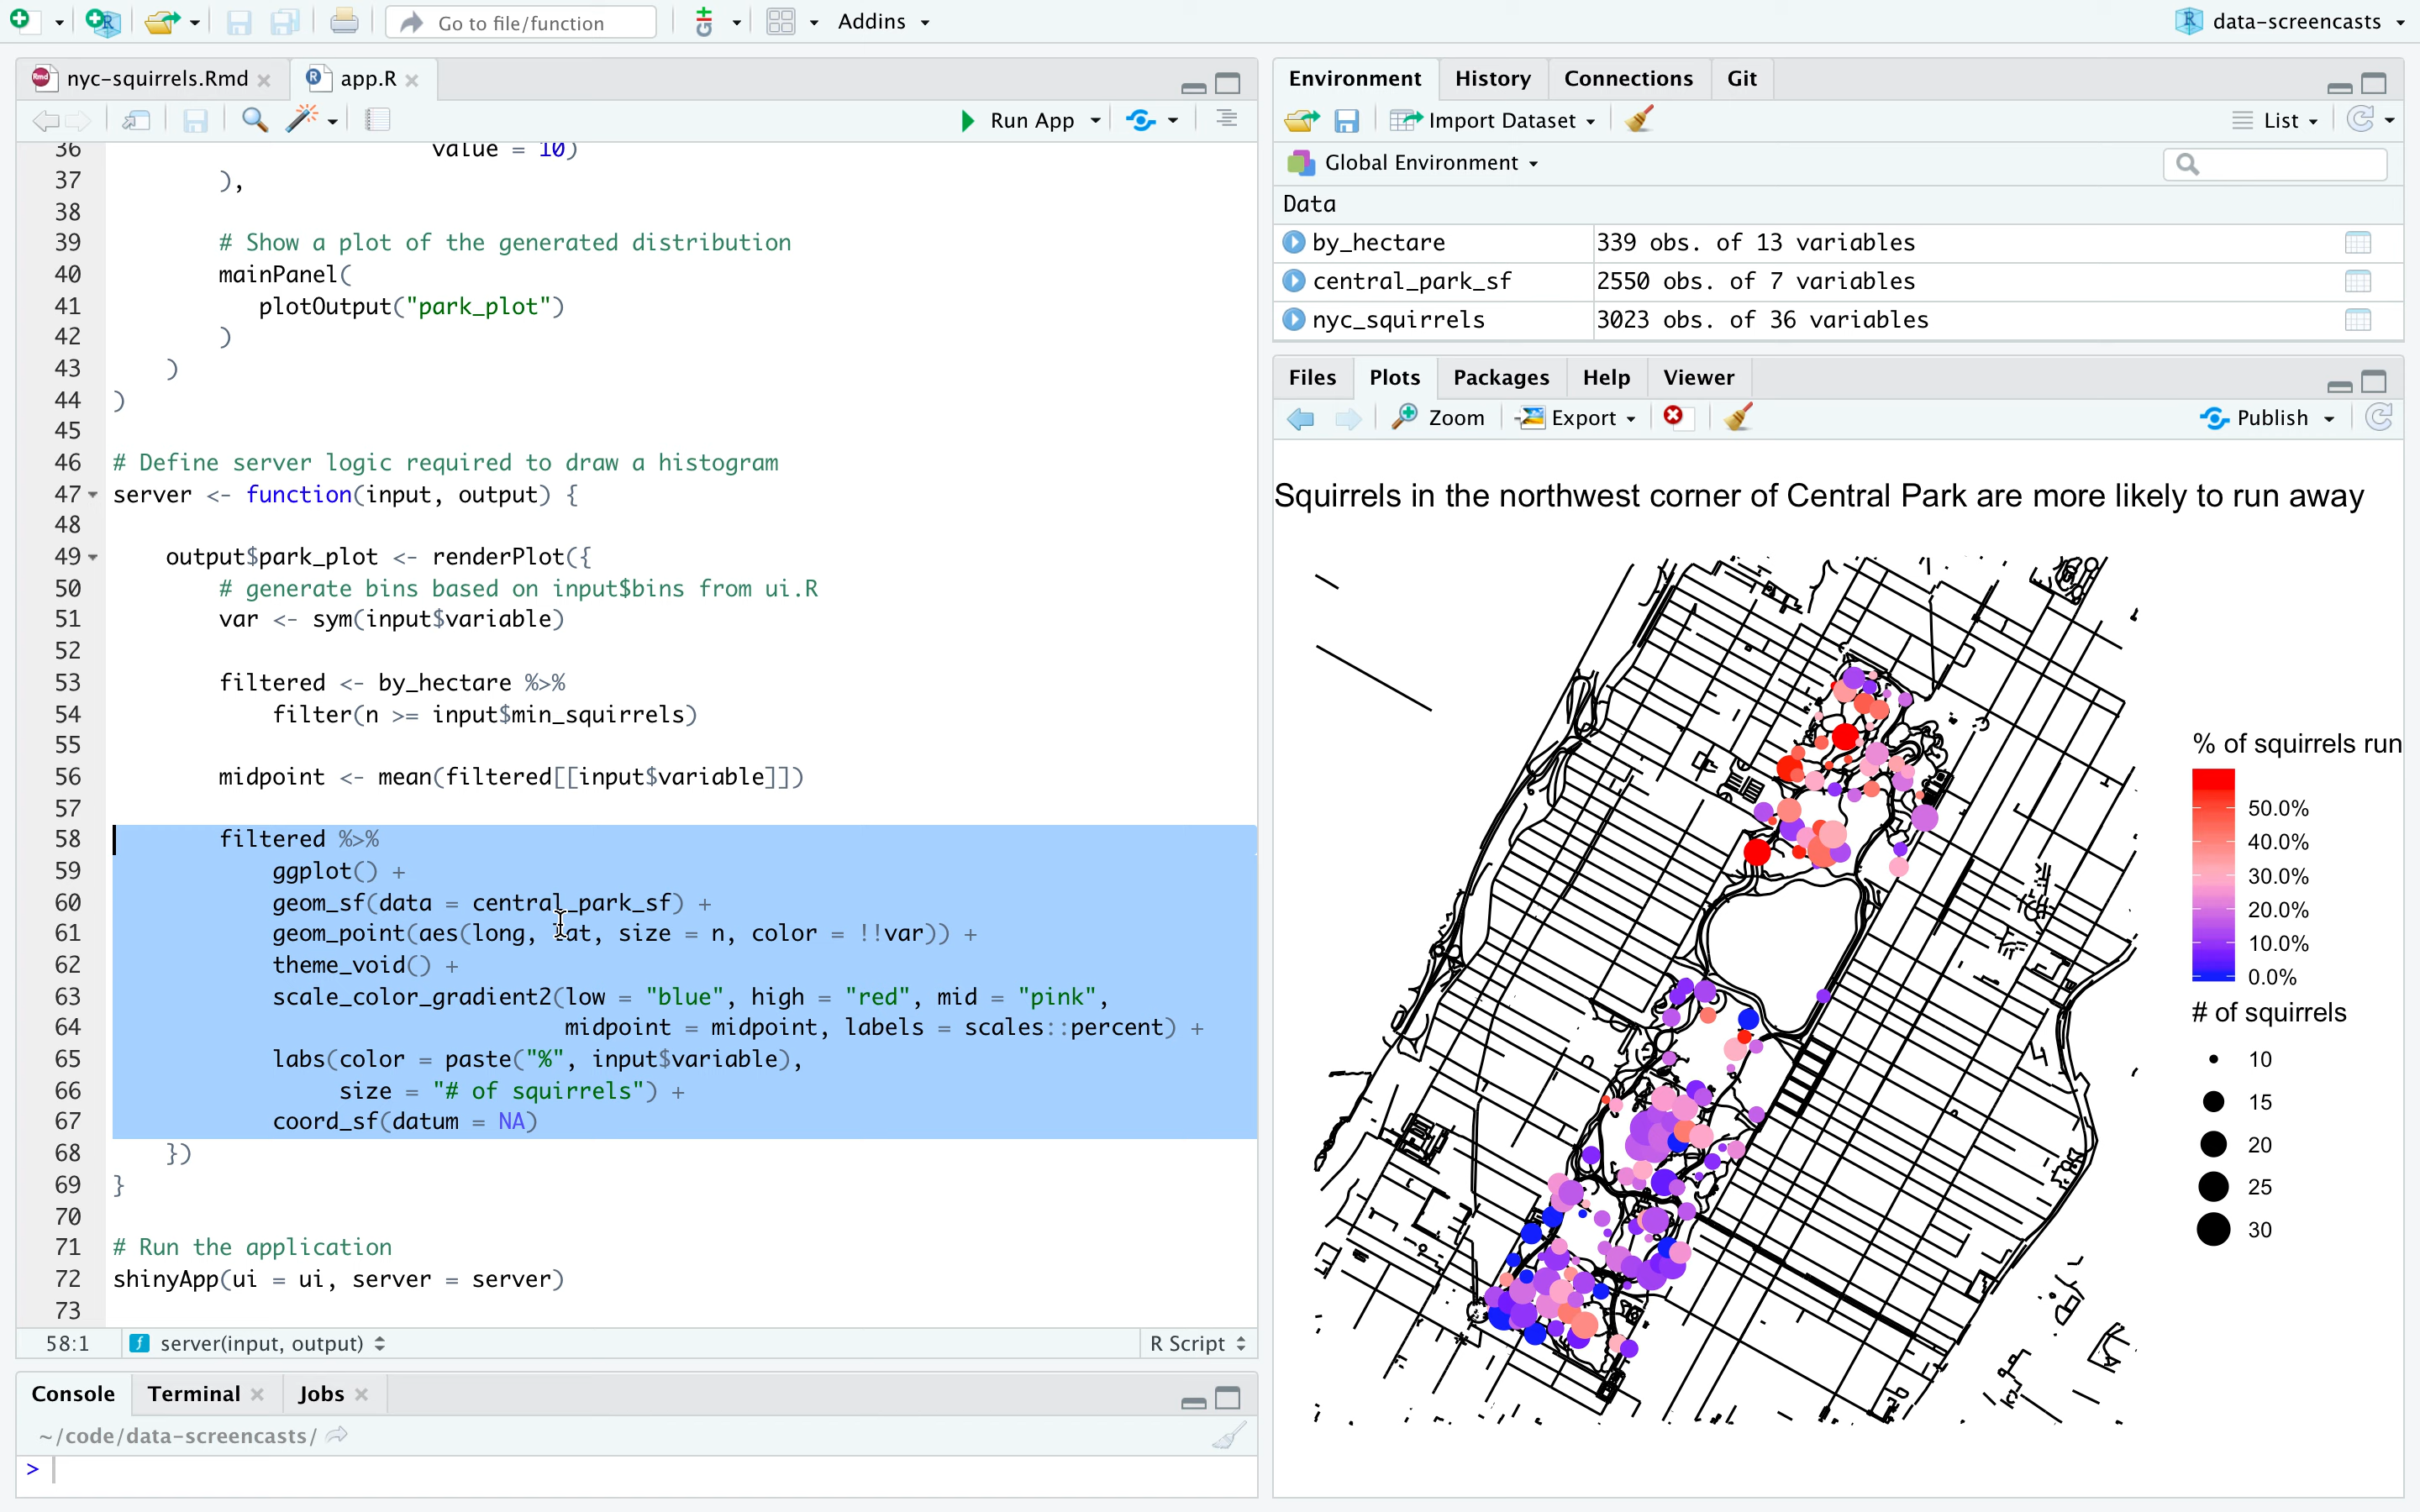 Go to file/function
Addins
data-screencasts
nyc-squirrels.Rmd
app.R
Run App
36 value = 10)
37 ),
38
39 # Show a plot of the generated distribution
40 mainPanel(
41 plotOutput("park_plot")
42 )
43 )
44 )
45
46 # Define server logic required to draw a histogram
47 server <- function(input, output) {
48
49 output$park_plot <- renderPlot({
50 # generate bins based on input$bins from ui.R
51 var <- sym(input$variable)
52
53 filtered <- by_hectare %>%
54 filter(n >= input$min_squirrels)
55
56 midpoint <- mean(filtered[[input$variable]])
57
58 filtered %>%
59 ggplot() +
60 geom_sf(data = central_park_sf) +
61 geom_point(aes(long, lat, size = n, color = !!var)) +
62 theme_void() +
63 scale_color_gradient2(low = "blue", high = "red", mid = "pink",
64 midpoint = midpoint, labels = scales::percent) +
65 labs(color = paste("%", input$variable),
66 size = "# of squirrels") +
67 coord_sf(datum = NA)
68 })
69 }
70
71 # Run the application
72 shinyApp(ui = ui, server = server)
73
58:1 server(input, output) R Script
Console Terminal Jobs
~/code/data-screencasts/
>
Environment History Connections Git
Import Dataset List
Global Environment
Data
by_hectare 339 obs. of 13 variables
central_park_sf 2550 obs. of 7 variables
nyc_squirrels 3023 obs. of 36 variables
Files Plots Packages Help Viewer
Zoom Export Publish
Squirrels in the northwest corner of Central Park are more likely to run away
% of squirrels run
50.0%
40.0%
30.0%
20.0%
10.0%
0.0%
# of squirrels
10
15
20
25
30